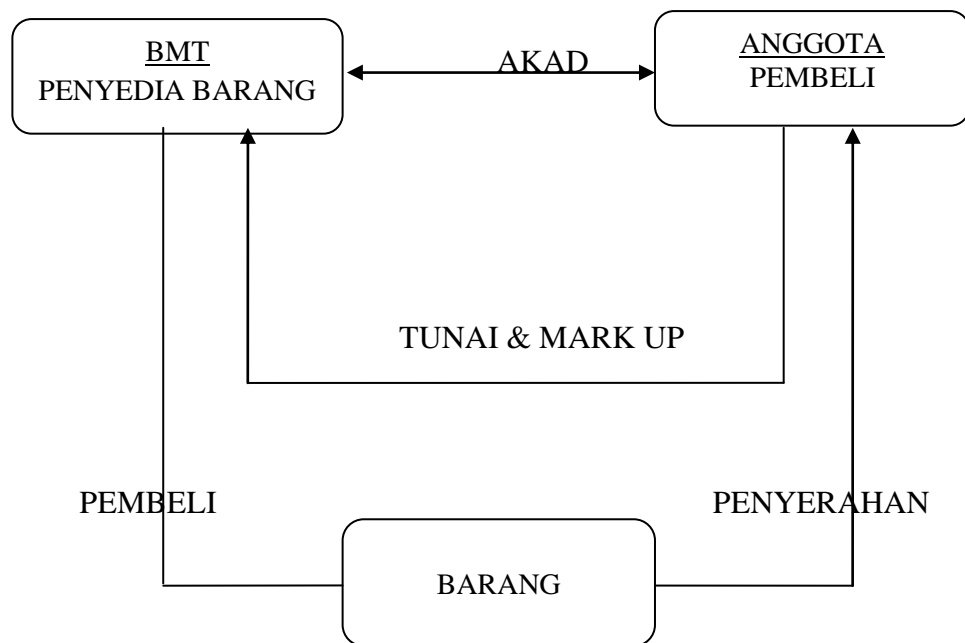 BMT
PENYEDIA BARANG
AKAD
ANGGOTA
PEMBELI
TUNAI & MARK UP
PEMBELI
PENYERAHAN
BARANG